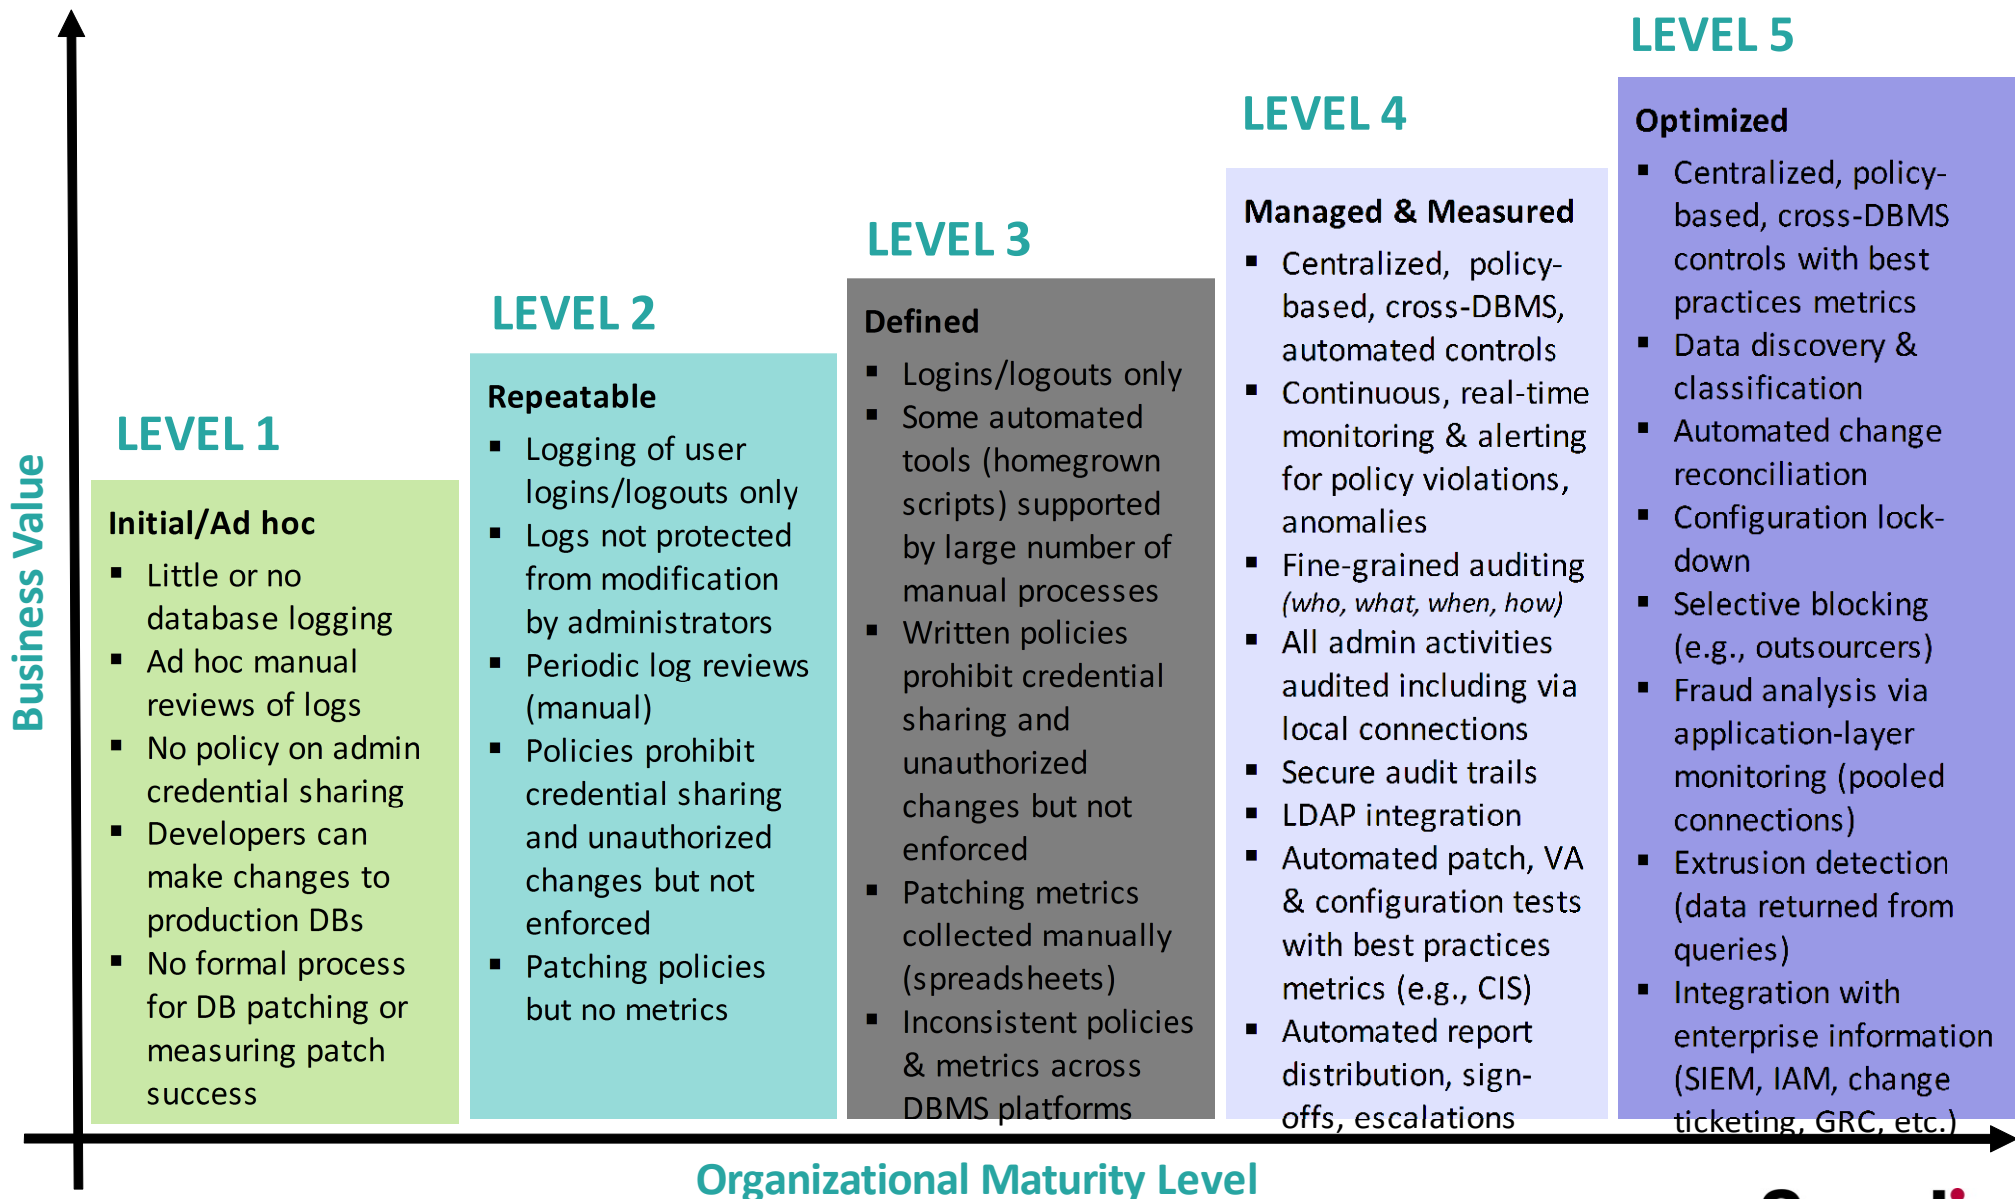 LEVEL 1
Initial/Ad hoc
▪ Little or no
database logging
▪ Ad hoc manual
reviews of logs
▪ No policy on admin
credential sharing
▪ Developers can
make changes to
production DBs
▪ No formal process
for DB patching or
measuring patch
success
LEVEL 2
Repeatable
▪ Logging of user
logins/logouts only
▪ Logs not protected
from modification
by administrators
▪ Periodic log reviews
(manual)
▪ Policies prohibit
credential sharing
and unauthorized
changes but not
enforced
▪ Patching policies
but no metrics
LEVEL 3
Defined
▪ Logins/logouts only
▪ Some automated
tools (homegrown
scripts) supported
by large number of
manual processes
▪ Written policies
prohibit credential
sharing and
unauthorized
changes but not
enforced
▪ Patching metrics
collected manually
(spreadsheets)
▪ Inconsistent policies
& metrics across
DBMS platforms
LEVEL 4
Managed & Measured
▪ Centralized, policy-
based, cross-DBMS,
automated controls
▪ Continuous, real-time
monitoring & alerting
for policy violations,
anomalies
▪ Fine-grained auditing
(who, what, when, how)
▪ All admin activities
audited including via
local connections
▪ Secure audit trails
▪ LDAP integration
▪ Automated patch, VA
& configuration tests
with best practices
metrics (e.g., CIS)
▪ Automated report
distribution, sign-
offs, escalations
LEVEL 5
Optimized
▪ Centralized, policy-
based, cross-DBMS
controls with best
practices metrics
▪ Data discovery &
classification
▪ Automated change
reconciliation
▪ Configuration lock-
down
▪ Selective blocking
(e.g., outsourcers)
▪ Fraud analysis via
application-layer
monitoring (pooled
connections)
▪ Extrusion detection
(data returned from
queries)
▪ Integration with
enterprise information
(SIEM, IAM, change
ticketing, GRC, etc.)
Business Value
Organizational Maturity Level